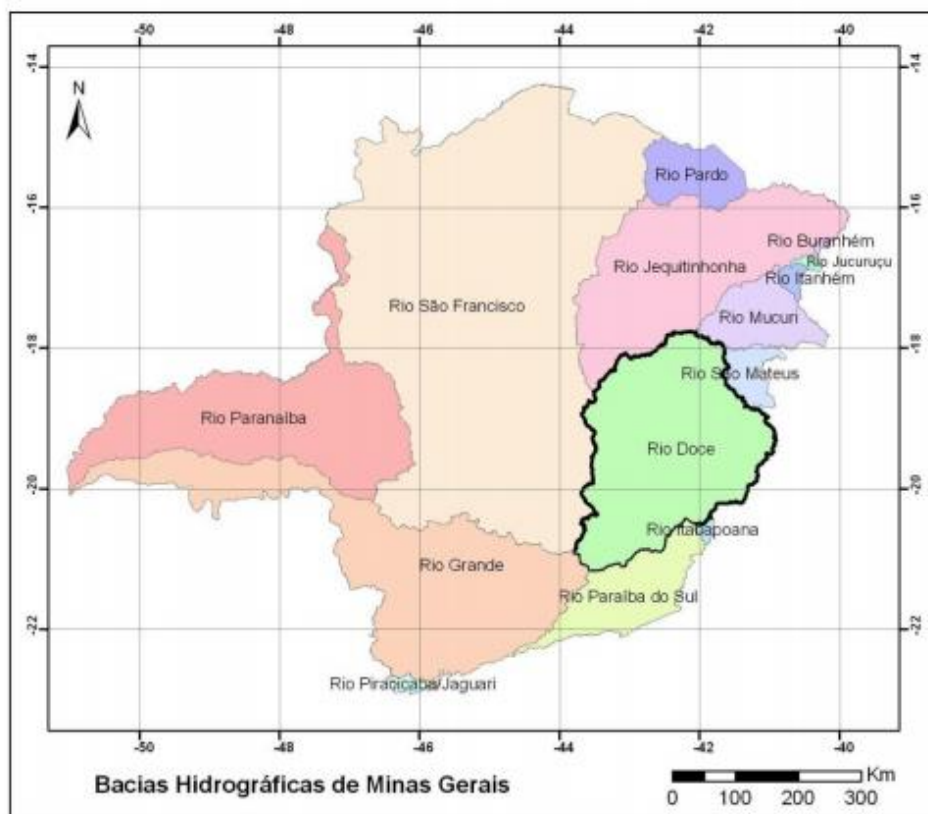 -50 -48 -46 -44 -42 -40
-14 -14
N
Rio Pardo
-16 -16
Rio Buranhém
Rio Jequitinhonha Rio Jucuruçu
Rio Itanhém
Rio São Francisco
Rio Mucuri
-18 -18
Rio São Mateus
Rio Paranaíba
Rio Doce
-20 -20
Rio Itabapoana
Rio Grande
Rio Paraíba do Sul
-22 -22
Rio Piracicaba/Jaguari
-50 -48 -46 -44 -42 -40
Bacias Hidrográficas de Minas Gerais
Km
0 100 200 300